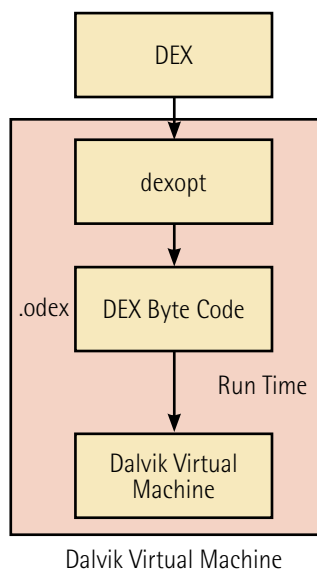 DEX
dexopt
.odex
DEX Byte Code
Run Time
Dalvik Virtual
Machine
Dalvik Virtual Machine